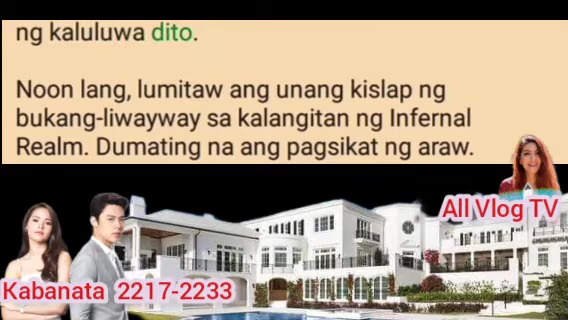 ng kaluluwa dito.
Noon lang, lumitaw ang unang kislap ng
bukang-liwayway sa kalangitan ng Infernal
Realm. Dumating na ang pagsikat ng araw.
All Vlog TV
Kabanata 2217-2233